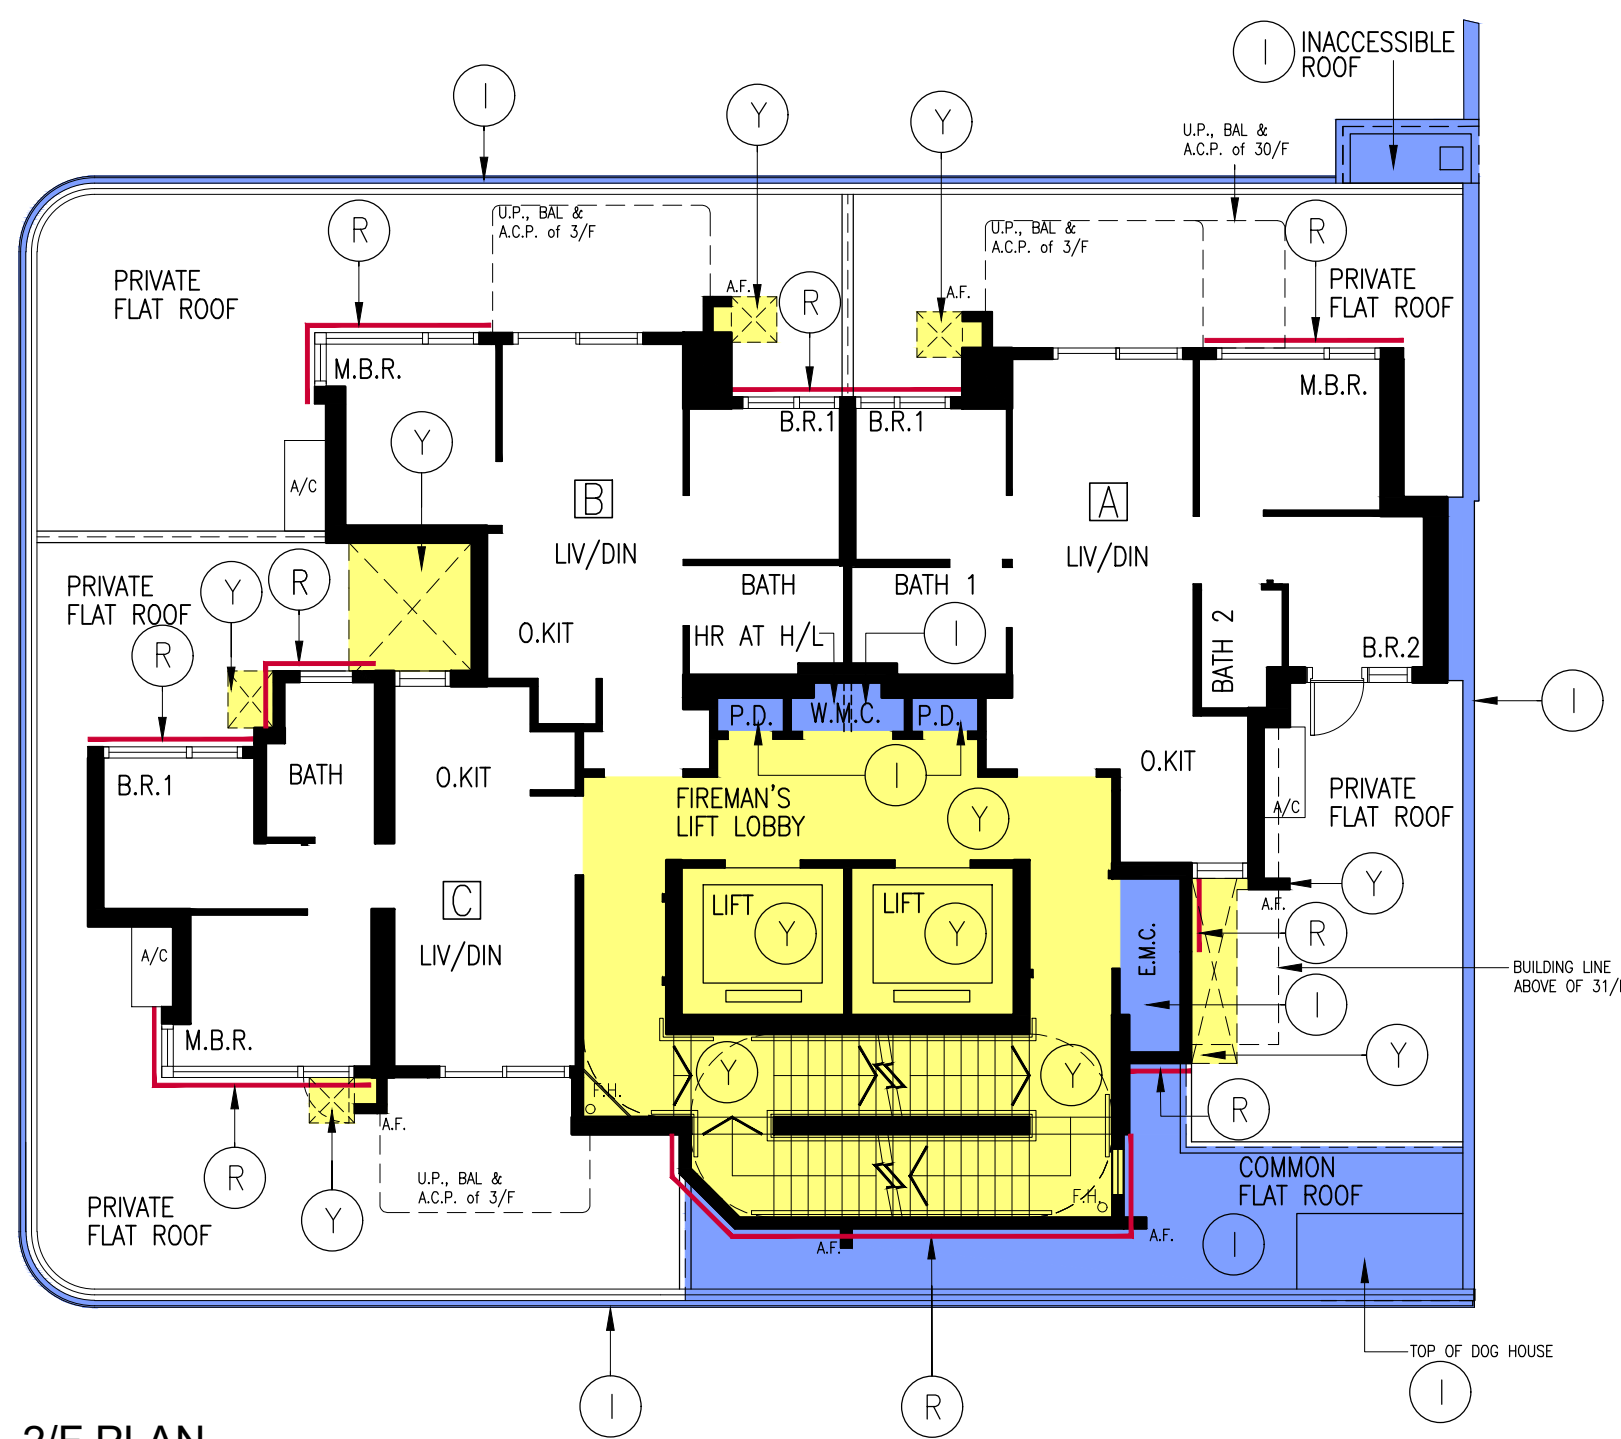 I
INACCESSIBLE
ROOF
I
Y
Y
U.P., BAL &
A.C.P. of 30/F
R
U.P., BAL &
A.C.P. of 3/F
U.P., BAL &
A.C.P. of 3/F
R
PRIVATE
FLAT ROOF
PRIVATE
FLAT ROOF
A.F.
A.F.
R
M.B.R.
M.B.R.
B.R.1
B.R.1
Y
A/C
B
A
LIV/DIN
LIV/DIN
PRIVATE
FLAT ROOF
Y
R
BATH
BATH 1
O.KIT
HR AT H/L
I
BATH 2
B.R.2
R
I
P.D.
W.M.C.
P.D.
B.R.1
BATH
O.KIT
O.KIT
I
FIREMAN'S
LIFT LOBBY
Y
A/C
PRIVATE
FLAT ROOF
C
LIV/DIN
LIFT
Y
LIFT
Y
E.M.C.
Y
A.F.
R
A/C
BUILDING LINE
I
M.B.R.
Y
Y
Y
F.H.
R
R
A.F.
U.P., BAL &
A.C.P. of 3/F
COMMON
FLAT ROOF
PRIVATE
FLAT ROOF
Y
F.H.
A.F.
A.F.
I
TOP OF DOG HOUSE
I
R
I